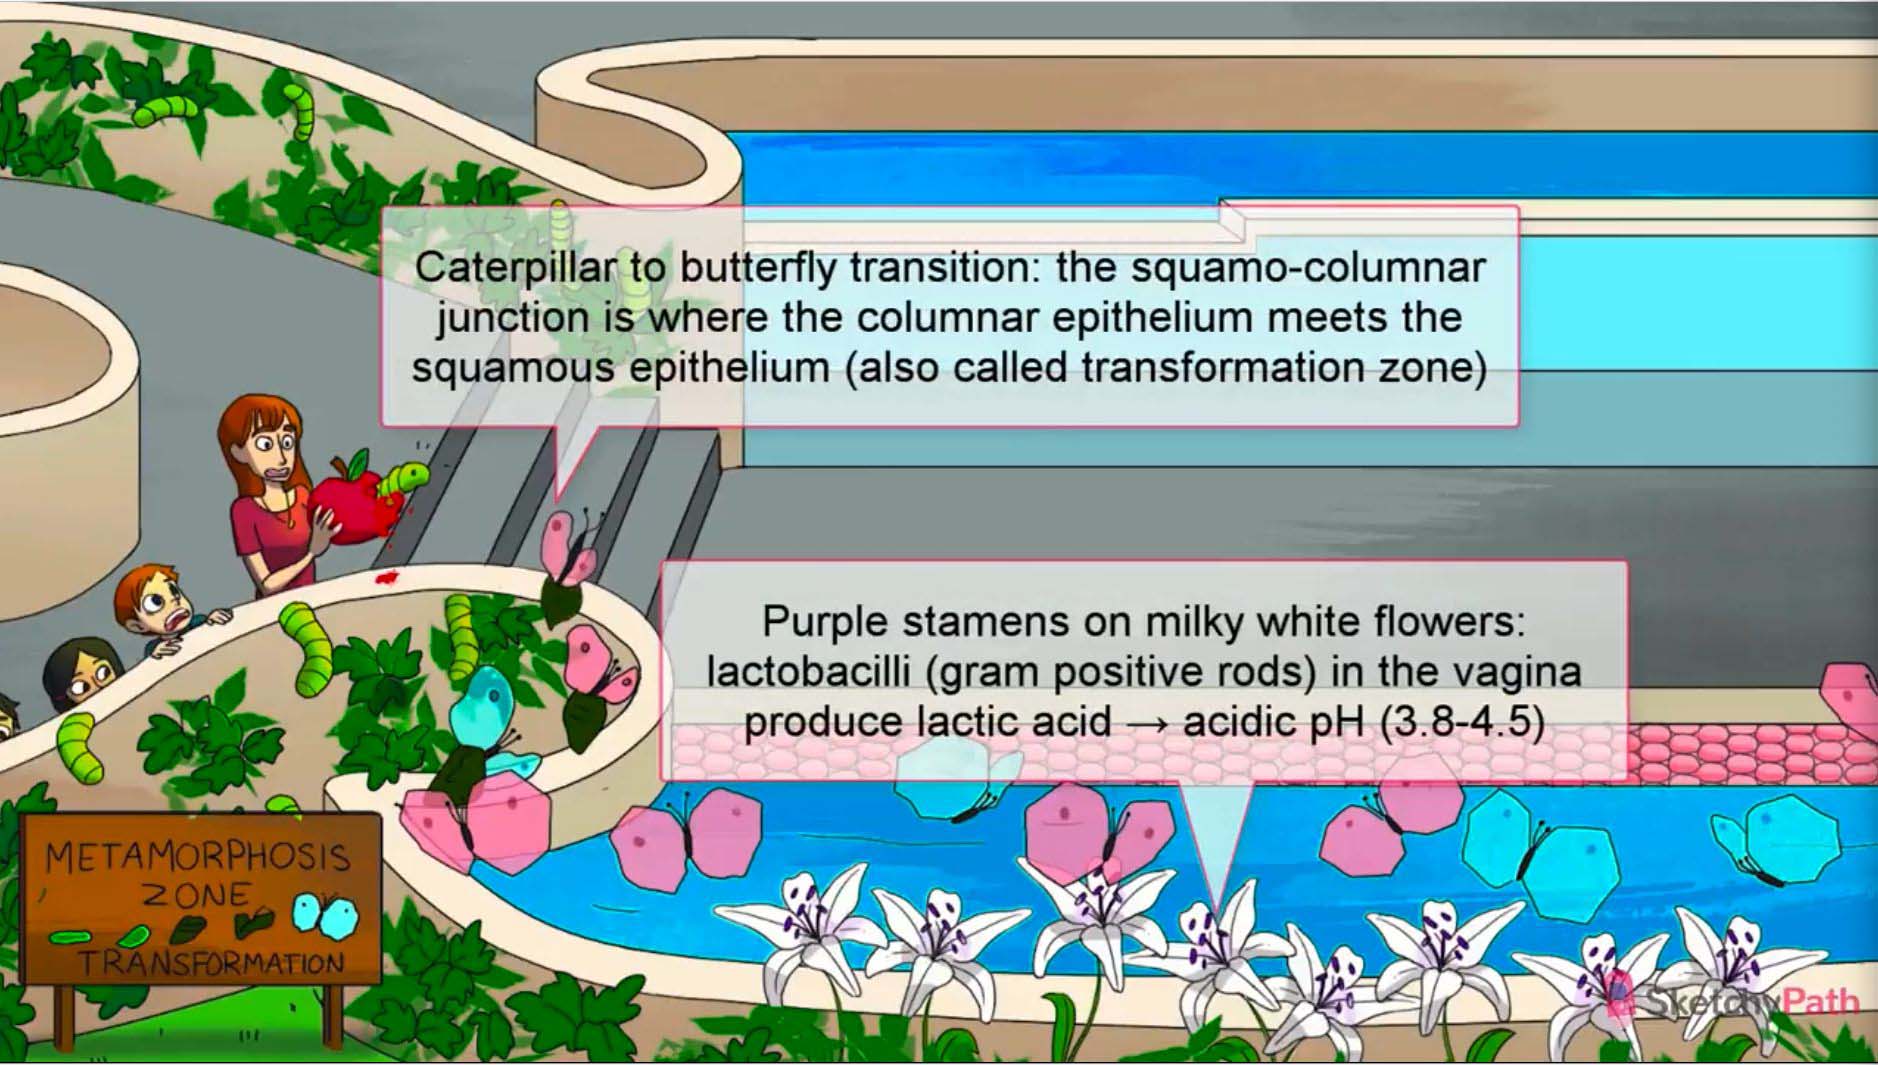 Caterpillar to butterfly transition: the squamo-columnar
junction is where the columnar epithelium meets the
squamous epithelium (also called transformation zone)
Purple stamens on milky white flowers:
lactobacilli (gram positive rods) in the vagina
produce lactic acid → acidic pH (3.8-4.5)
METAMORPHOSIS
ZONE
TRANSFORMATION
SketchyPath